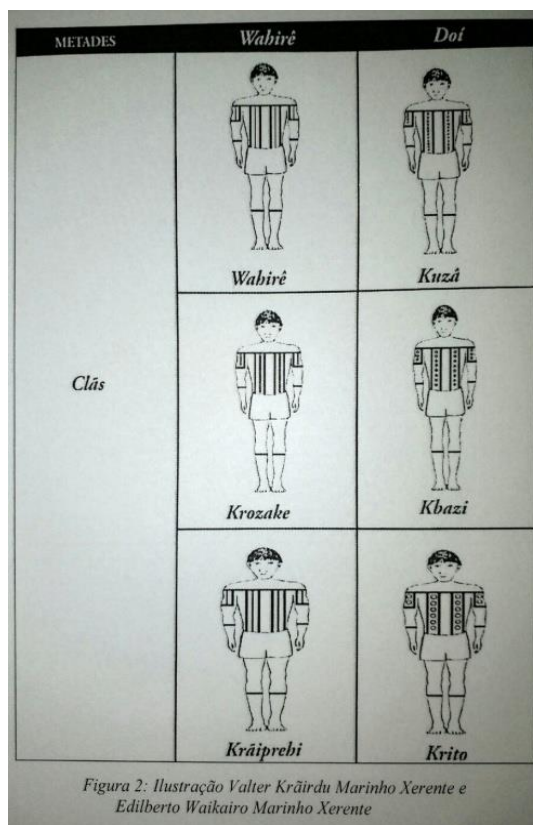 METADES Wahirê Doí
Wahirê Kuzâ
Clãs
Krozake Kbazi
Krãiprehi Krito
Figura 2: Ilustração Valter Krãirdu Marinho Xerente e
Edilberto Waikairo Marinho Xerente